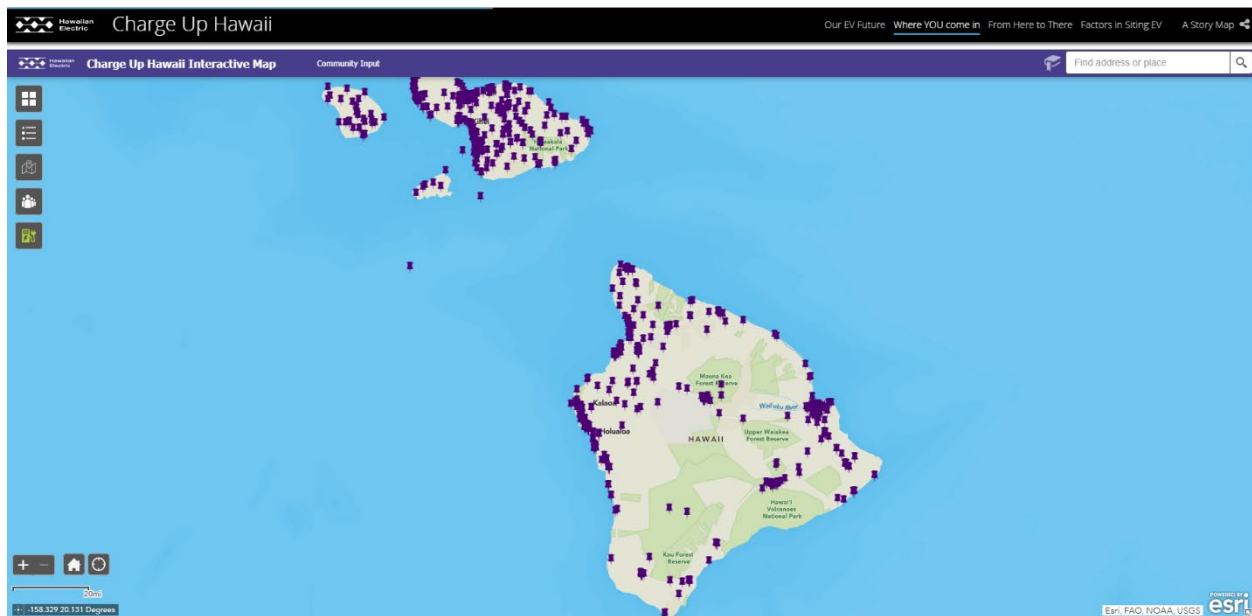 Hawaiian
Electric
Charge Up Hawaii
Our EV Future Where YOU come in From Here to There Factors in Siting EV A Story Map
Hawaiian
Electric
Charge Up Hawaii Interactive Map
Community Input
Find address or place
National Park
Mauna Kea
Forest Reserve
Kalaoa
Wailuku River
Holualoa
HAWAII
Upper Waiakea
Forest Reserve
Hawai'i
Volcanoes
National Park
Kau Forest
Reserve
20mi
-158.329 20.131 Degrees
Esri, FAO, NOAA, USGS
POWERED BY
esri